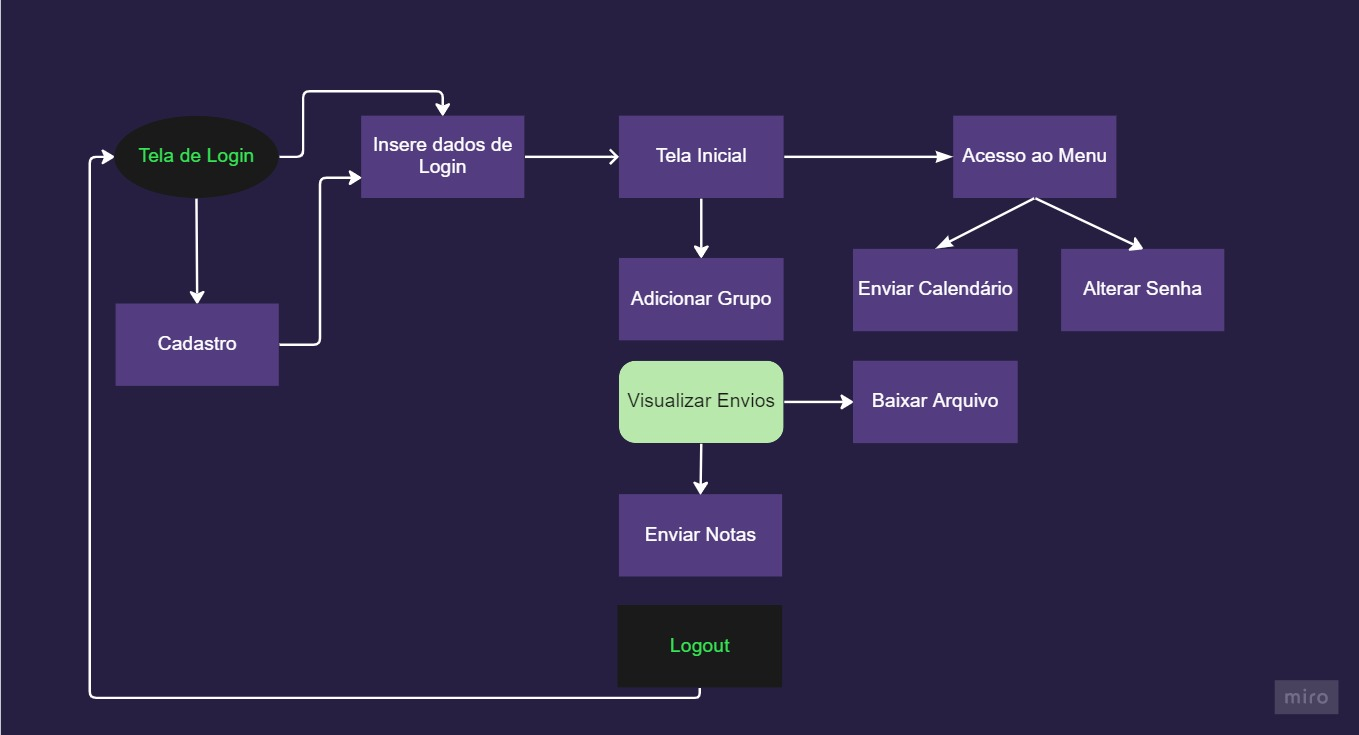 Tela de Login
Insere dados de
Login
Tela Inicial
Acesso ao Menu
Adicionar Grupo
Enviar Calendário
Alterar Senha
Cadastro
Visualizar Envios
Baixar Arquivo
Enviar Notas
Logout
miro